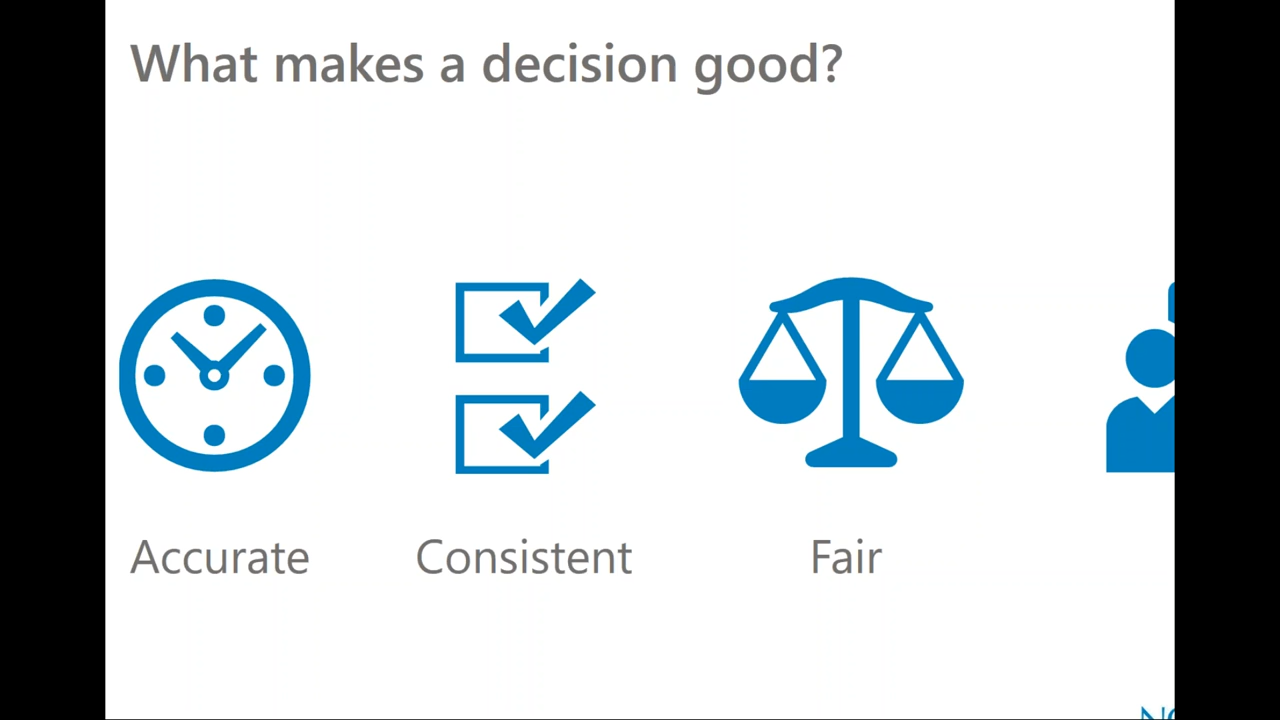 What makes a decision good?
Accurate
Consistent
Fair